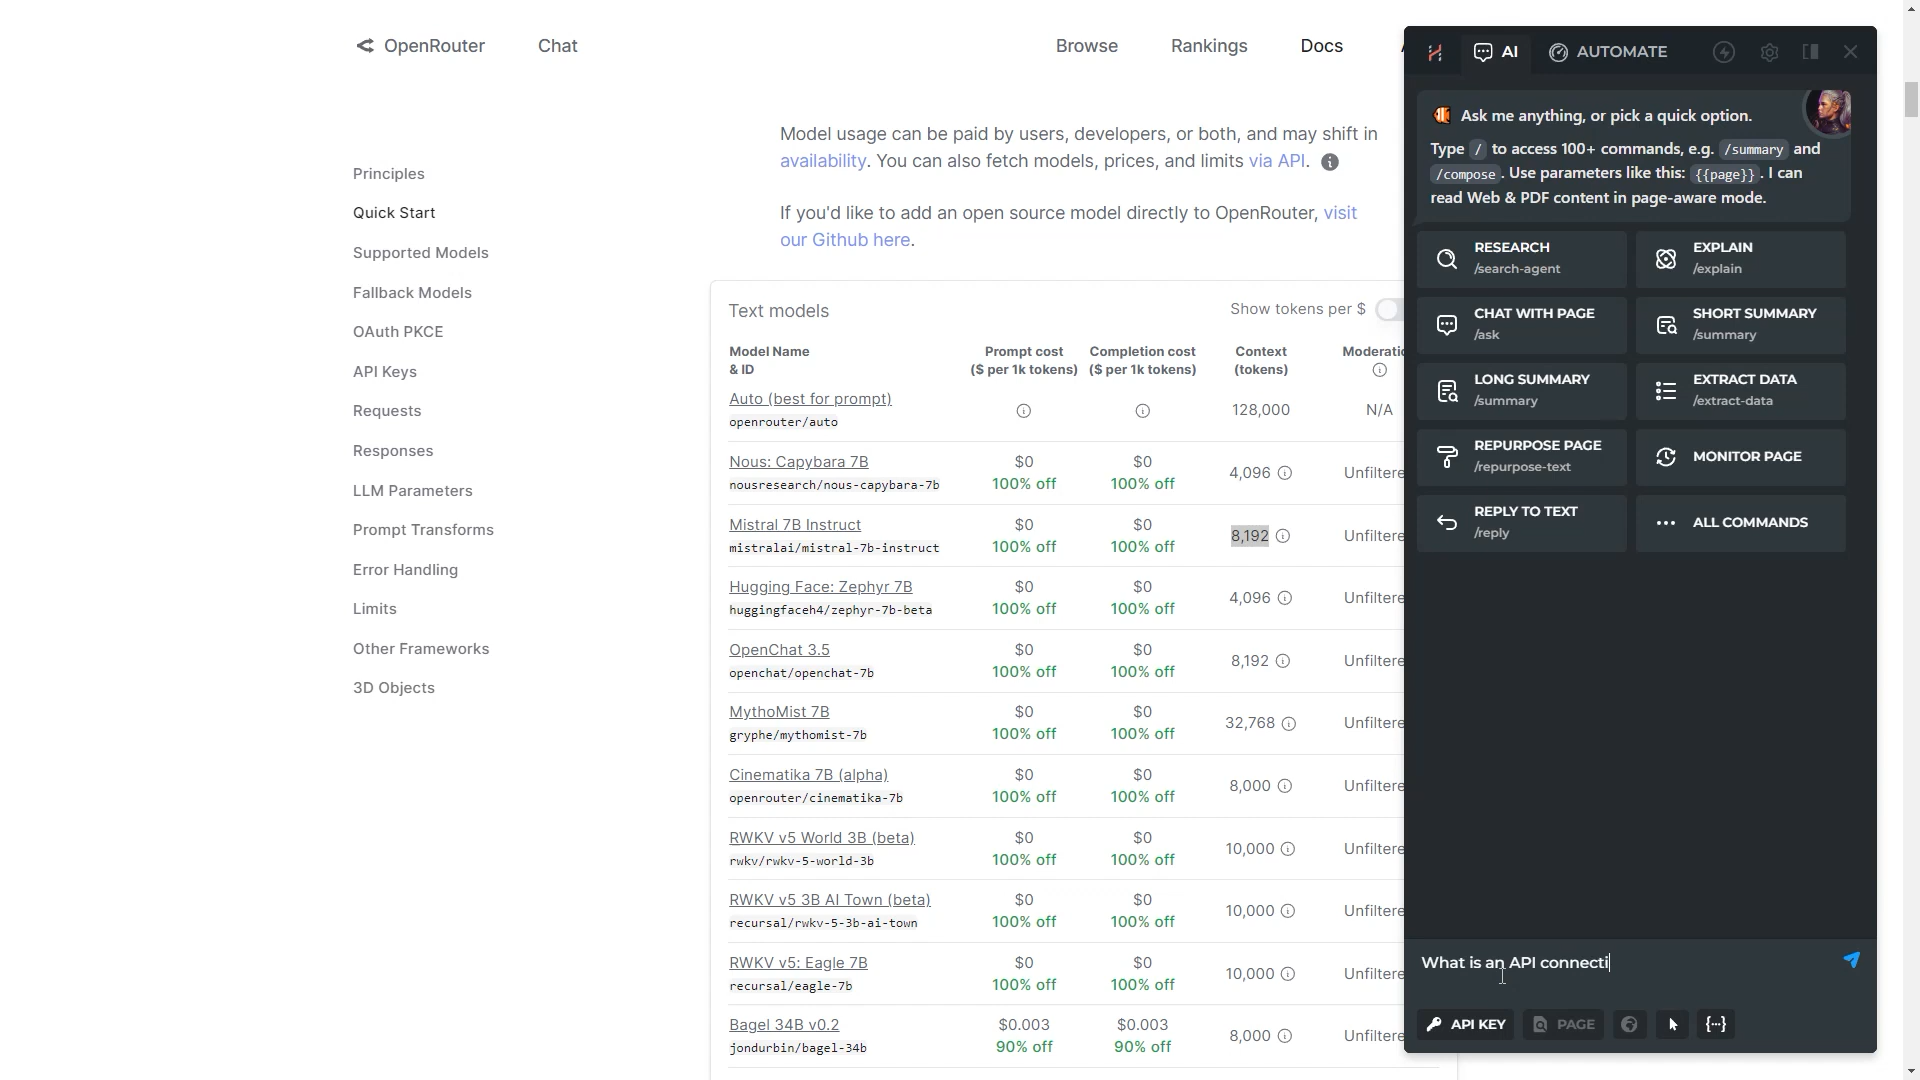 OpenRouter
Chat
Browse
Rankings
Docs
Principles
Quick Start
Supported Models
Fallback Models
OAuth PKCE
API Keys
Requests
Responses
LLM Parameters
Prompt Transforms
Error Handling
Limits
Other Frameworks
3D Objects
Model usage can be paid by users, developers, or both, and may shift in
availability. You can also fetch models, prices, and limits via API.
If you'd like to add an open source model directly to OpenRouter, visit
our Github here.
Text models
Show tokens per $
Model Name
& ID
Prompt cost
($ per 1k tokens)
Completion cost
($ per 1k tokens)
Context
(tokens)
Moderatic
Auto (best for prompt)
openrouter/auto
128,000
N/A
Nous: Capybara 7B
nousresearch/nous-capybara-7b
$0
100% off
$0
100% off
4,096
Unfiltere
Mistral 7B Instruct
mistralai/mistral-7b-instruct
$0
100% off
$0
100% off
8,192
Unfiltere
Hugging Face: Zephyr 7B
huggingfaceh4/zephyr-7b-beta
$0
100% off
$0
100% off
4,096
Unfiltere
OpenChat 3.5
openchat/openchat-7b
$0
100% off
$0
100% off
8,192
Unfiltere
MythoMist 7B
gryphe/mythomist-7b
$0
100% off
$0
100% off
32,768
Unfiltere
Cinematika 7B (alpha)
openrouter/cinematika-7b
$0
100% off
$0
100% off
8,000
Unfiltere
RWKV v5 World 3B (beta)
rwkv/rwkv-5-world-3b
$0
100% off
$0
100% off
10,000
Unfiltere
RWKV v5 3B AI Town (beta)
recursal/rwkv-5-3b-ai-town
$0
100% off
$0
100% off
10,000
Unfiltere
RWKV v5: Eagle 7B
recursal/eagle-7b
$0
100% off
$0
100% off
10,000
Unfiltere
Bagel 34B v0.2
jondurbin/bagel-34b
$0.003
90% off
$0.003
90% off
8,000
Unfiltere
AI
AUTOMATE
Ask me anything, or pick a quick option.
Type / to access 100+ commands, e.g. /summary and
/compose. Use parameters like this: {{page}}. I can
read Web & PDF content in page-aware mode.
RESEARCH
/search-agent
EXPLAIN
/explain
CHAT WITH PAGE
/ask
SHORT SUMMARY
/summary
LONG SUMMARY
/summary
EXTRACT DATA
/extract-data
REPURPOSE PAGE
/repurpose-text
MONITOR PAGE
REPLY TO TEXT
/reply
ALL COMMANDS
What is an API connecti
API KEY
PAGE